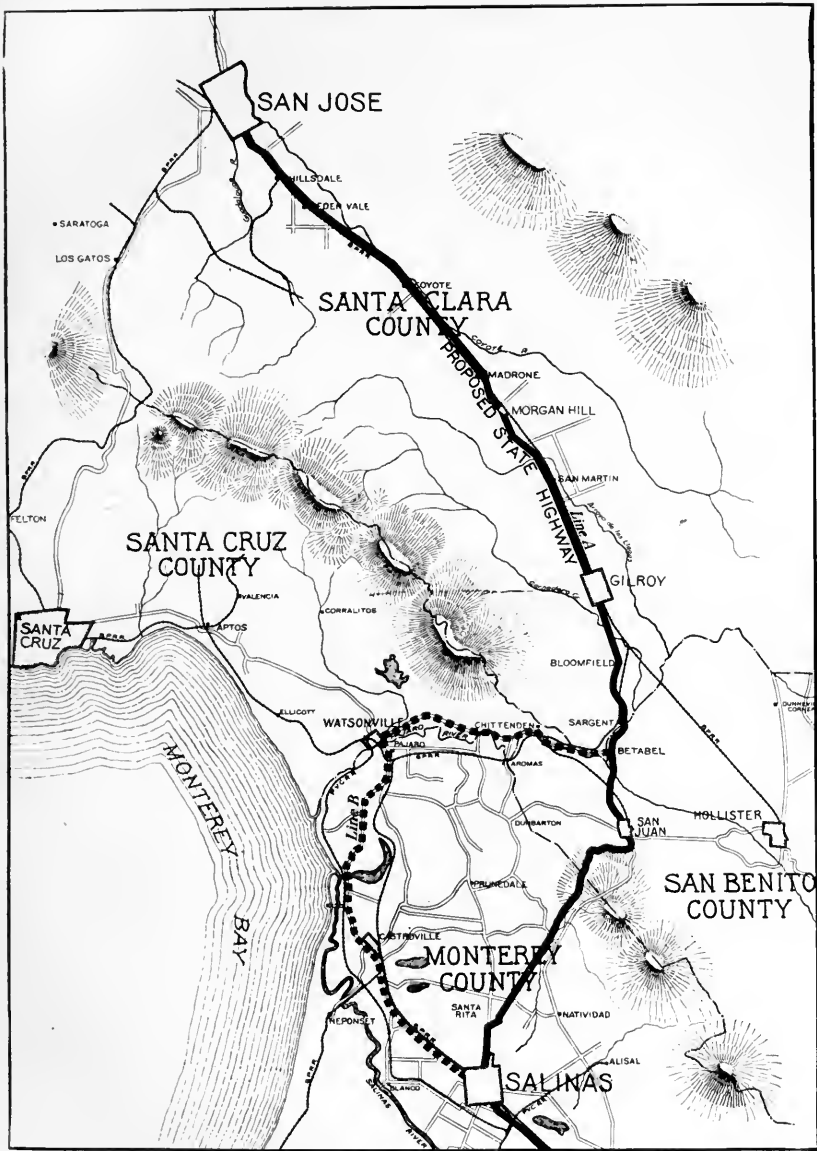 SAN JOSE
S.P.R.R.
HILLSDALE
EDER VALE
S.P.R.R.
SARATOGA
LOS GATOS
COYOTE
SANTA CLARA
COUNTY
COYOTE R
MADRONE
PROPOSED STATE HIGHWAY
MORGAN HILL
SAN MARTIN
Line A
S.P.R.R.
FELTON
SANTA CRUZ
COUNTY
GILROY
VALENCIA
CORRALITOS
SANTA
CRUZ
S.P.R.R.
APTOS
BLOOMFIELD
ELLICOTT
WATSONVILLE
CHITTENDEN
SARGENT
S.P.R.R.
RIVER
PAJARO
S.P.R.R.
AROMAS
BETABEL
P.V.C.R.R.
MONTEREY
BAY
Line B
DUNBARTON
SAN
JUAN
HOLLISTER
PRUNEDALE
SAN BENITO
COUNTY
CASTROVILLE
MONTEREY
COUNTY
SANTA
RITA
NATIVIDAD
NEPONSET
S.P.R.R.
ALISAL
BLANCO
SALINAS
P.V.C.R.R.
S.P.R.R.
SALINAS
RIVER